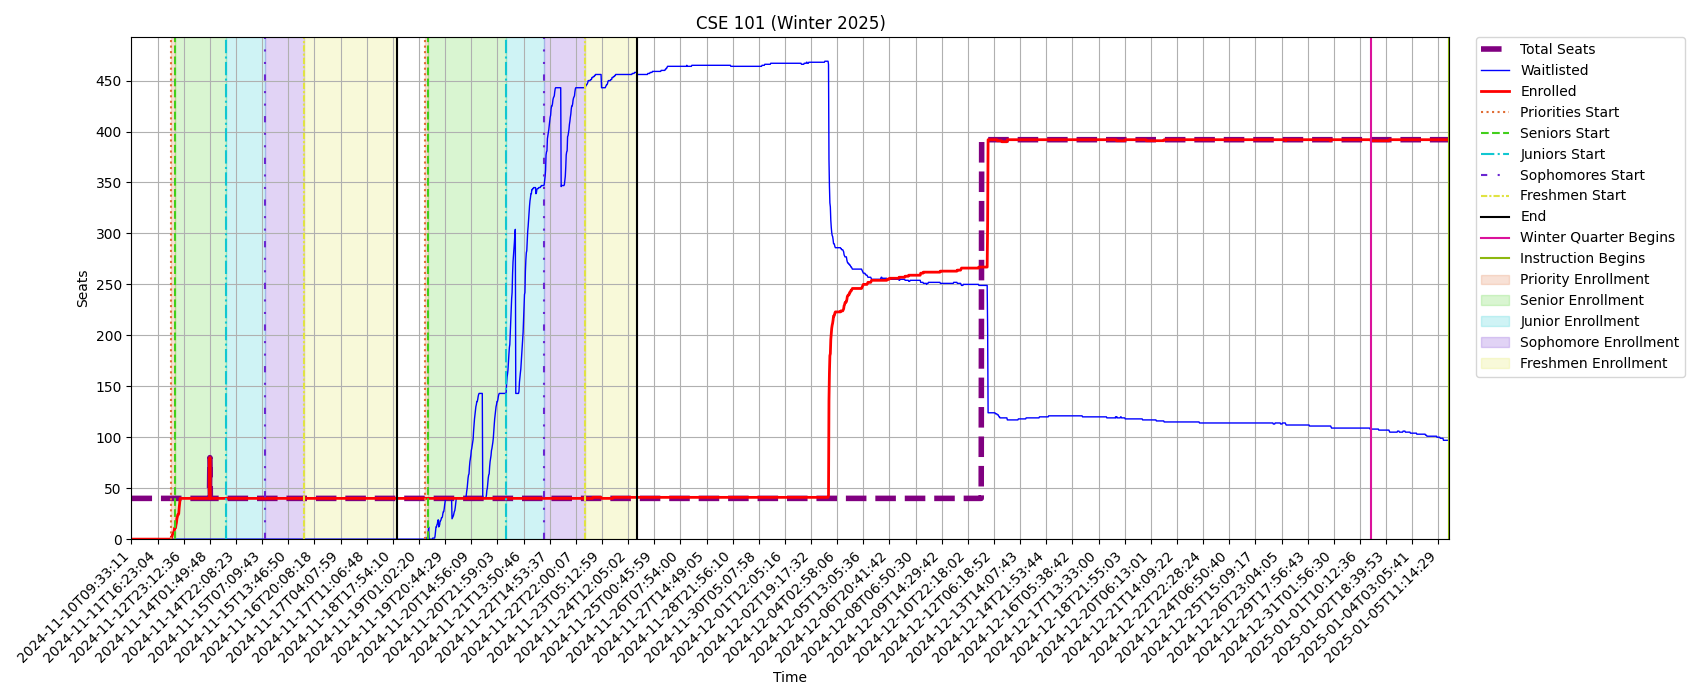 CSE 101 (Winter 2025)
Seats
450
400
350
300
250
200
150
100
50
0
2024-11-10T09:33:11
2024-11-11T16:23:04
2024-11-12T23:12:36
2024-11-14T01:49:48
2024-11-14T22:08:23
2024-11-15T07:09:43
2024-11-15T13:46:50
2024-11-16T20:08:18
2024-11-17T04:07:59
2024-11-17T11:06:48
2024-11-18T17:54:10
2024-11-19T01:02:20
2024-11-19T20:44:29
2024-11-20T14:56:09
2024-11-20T21:59:03
2024-11-21T13:50:46
2024-11-22T14:53:37
2024-11-22T22:00:07
2024-11-23T05:12:59
2024-11-24T12:05:02
2024-11-25T00:45:59
2024-11-26T07:54:00
2024-11-27T14:49:05
2024-11-28T21:56:10
2024-11-30T05:07:58
2024-12-01T12:05:16
2024-12-02T19:17:32
2024-12-04T02:58:06
2024-12-05T13:05:36
2024-12-06T20:41:42
2024-12-08T06:50:30
2024-12-09T14:29:42
2024-12-10T22:18:02
2024-12-12T06:18:52
2024-12-13T14:07:43
2024-12-14T21:53:44
2024-12-16T05:38:42
2024-12-17T13:33:00
2024-12-18T21:55:03
2024-12-20T06:13:01
2024-12-21T14:09:22
2024-12-22T22:28:24
2024-12-24T06:50:40
2024-12-25T15:09:17
2024-12-26T23:04:05
2024-12-29T17:56:43
2024-12-31T01:56:30
2025-01-01T10:12:36
2025-01-02T18:39:53
2025-01-04T03:05:41
2025-01-05T11:14:29
Time
Total Seats
Waitlisted
Enrolled
Priorities Start
Seniors Start
Juniors Start
Sophomores Start
Freshmen Start
End
Winter Quarter Begins
Instruction Begins
Priority Enrollment
Senior Enrollment
Junior Enrollment
Sophomore Enrollment
Freshmen Enrollment